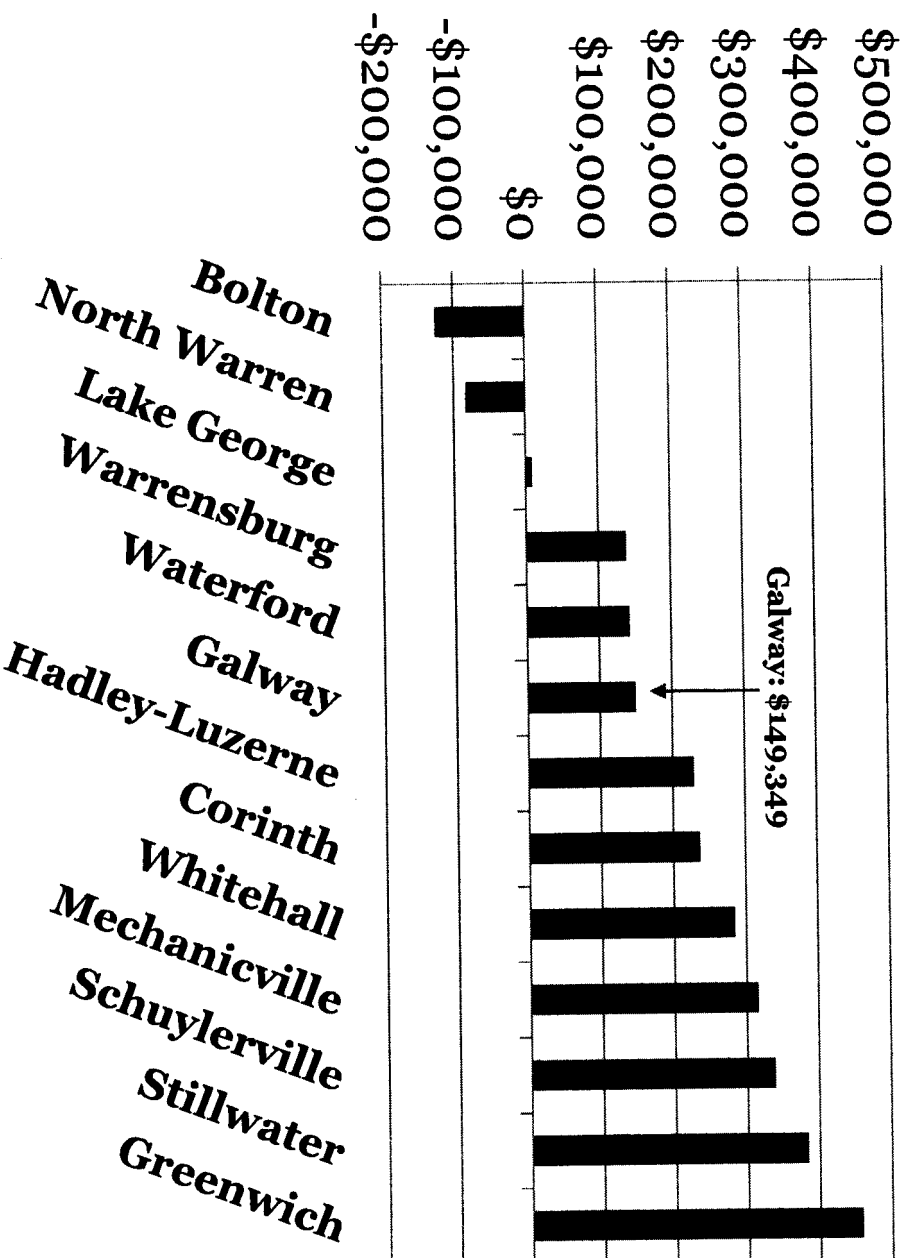 $500,000
$400,000
$300,000
$200,000
$100,000
$0
-$100,000
-$200,000
Galway: $149,349
Bolton
North Warren
Lake George
Warrensburg
Waterford
Galway
Hadley-Luzerne
Corinth
Whitehall
Mechanicville
Schuylerville
Stillwater
Greenwich